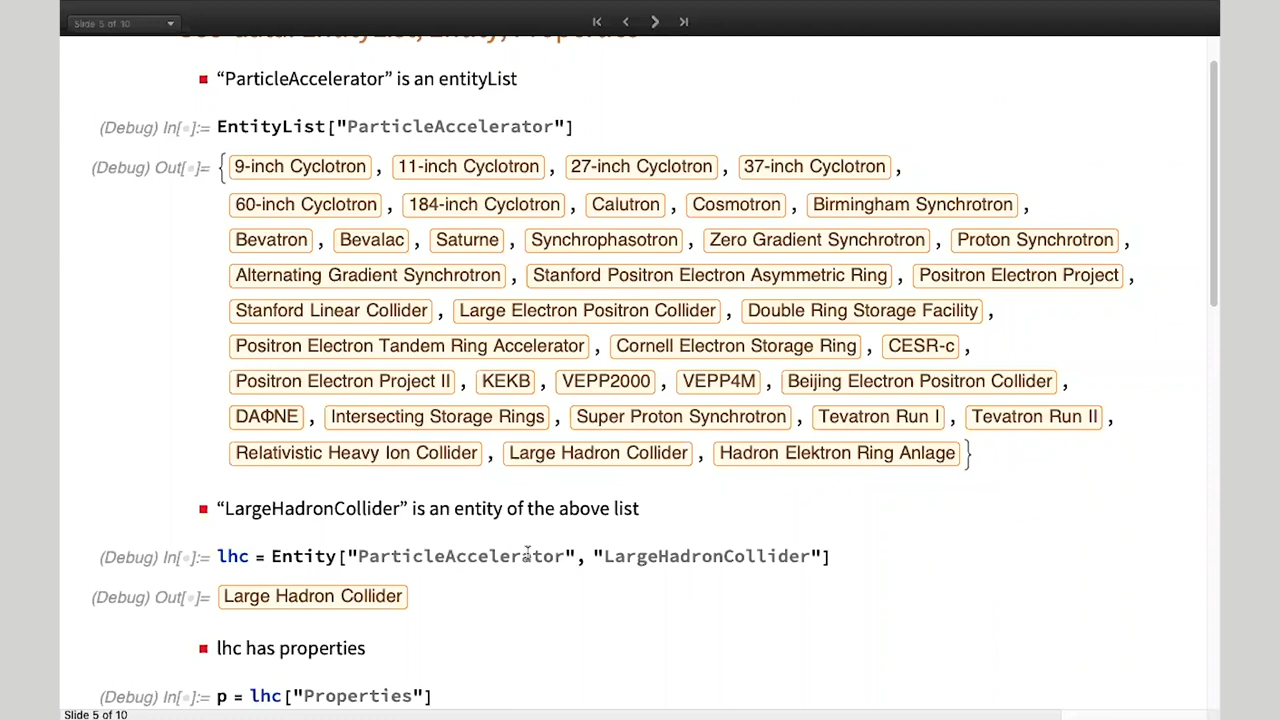 Slide 5 of 10
“ParticleAccelerator” is an entityList
(Debug) In[◦]:= EntityList["ParticleAccelerator"]
(Debug) Out[◦]= { 9-inch Cyclotron , 11-inch Cyclotron , 27-inch Cyclotron , 37-inch Cyclotron ,
60-inch Cyclotron , 184-inch Cyclotron , Calutron , Cosmotron , Birmingham Synchrotron ,
Bevatron , Bevalac , Saturne , Synchrophasotron , Zero Gradient Synchrotron , Proton Synchrotron ,
Alternating Gradient Synchrotron , Stanford Positron Electron Asymmetric Ring , Positron Electron Project ,
Stanford Linear Collider , Large Electron Positron Collider , Double Ring Storage Facility ,
Positron Electron Tandem Ring Accelerator , Cornell Electron Storage Ring , CESR-c ,
Positron Electron Project II , KEKB , VEPP2000 , VEPP4M , Beijing Electron Positron Collider ,
DAΦNE , Intersecting Storage Rings , Super Proton Synchrotron , Tevatron Run I , Tevatron Run II ,
Relativistic Heavy Ion Collider , Large Hadron Collider , Hadron Elektron Ring Anlage }
“LargeHadronCollider” is an entity of the above list
(Debug) In[◦]:= lhc = Entity["ParticleAccelerator", "LargeHadronCollider"]
(Debug) Out[◦]= Large Hadron Collider
lhc has properties
(Debug) In[◦]:= p = lhc["Properties"]
Slide 5 of 10